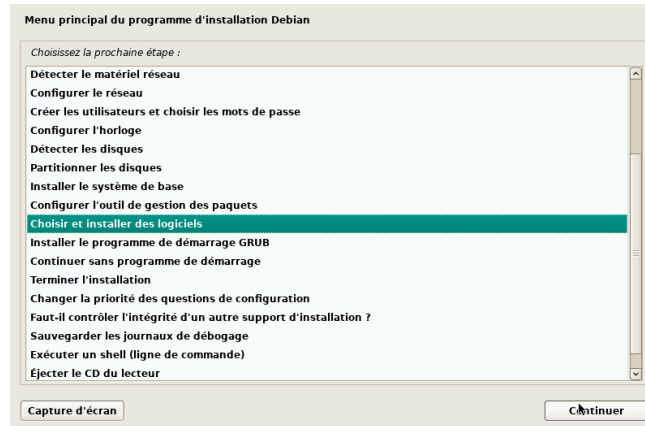 Menu principal du programme d'installation Debian
Choisissez la prochaine étape :
Détecter le matériel réseau
Configurer le réseau
Créer les utilisateurs et choisir les mots de passe
Configurer l'horloge
Détecter les disques
Partitionner les disques
Installer le système de base
Configurer l'outil de gestion des paquets
Choisir et installer des logiciels
Installer le programme de démarrage GRUB
Continuer sans programme de démarrage
Terminer l'installation
Changer la priorité des questions de configuration
Faut-il contrôler l'intégrité d'un autre support d'installation ?
Sauvegarder les journaux de débogage
Exécuter un shell (ligne de commande)
Éjecter le CD du lecteur
Capture d'écran
Continuer